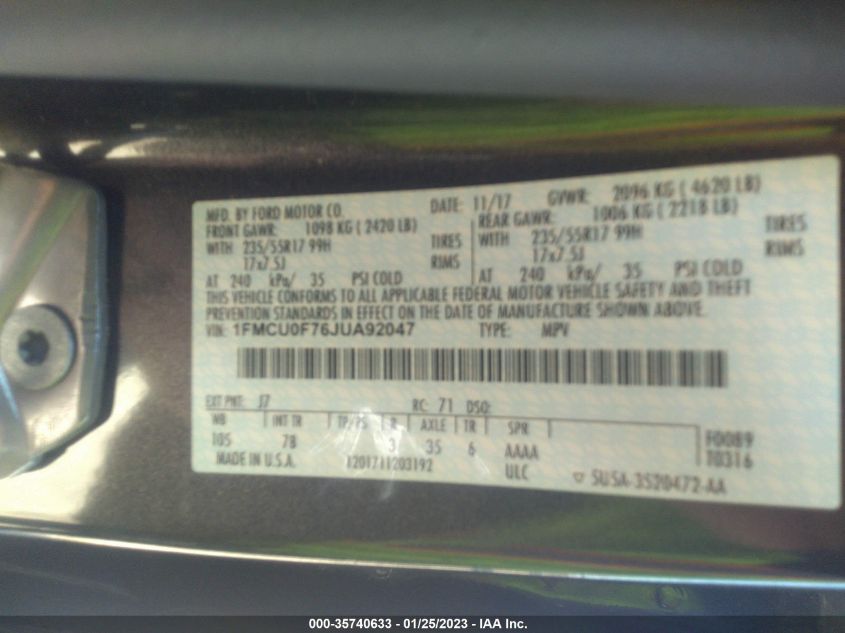 MFD. BY FORD MOTOR CO. DATE: 11/17 GVWR: 2096 KG ( 4620 LB)
FRONT GAWR: 1098 KG ( 2420 LB) REAR GAWR: 1006 KG ( 2218 LB)
WITH 235/55R17 99H TIRES WITH 235/55R17 99H TIRES
17x7.5J RIMS 17x7.5J RIMS
AT 240 kPa/ 35 PSI COLD AT 240 kPa/ 35 PSI COLD
THIS VEHICLE CONFORMS TO ALL APPLICABLE FEDERAL MOTOR VEHICLE SAFETY AND THEFT
PREVENTION STANDARDS IN EFFECT ON THE DATE OF MANUFACTURE SHOWN ABOVE.
VIN: 1FMCU0F76JUA92047 TYPE: MPV
EXT PNT: J7 RC: 71 DSO:
WB INT TR TP/PS R AXLE TR SPR F0089
105 78 3 35 6 AAAA T0316
MADE IN U.S.A. 1201711203192 ULC SU5A-3520472-AA
000-35740633 - 01/25/2023 - IAA Inc.